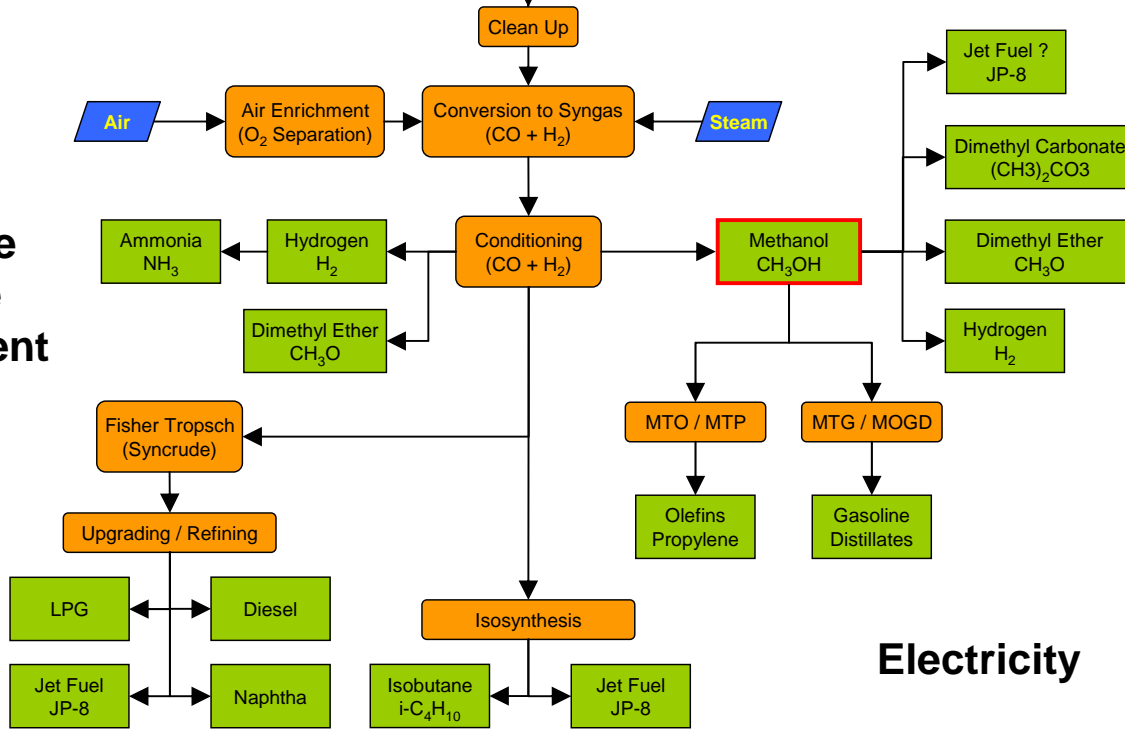 Clean Up
Jet Fuel ?
JP-8
Air
Air Enrichment
(O₂ Separation)
Conversion to Syngas
(CO + H₂)
Steam
Dimethyl Carbonate
(CH3)₂CO3
Ammonia
NH₃
Hydrogen
H₂
Conditioning
(CO + H₂)
Methanol
CH₃OH
Dimethyl Ether
CH₃O
Dimethyl Ether
CH₃O
Hydrogen
H₂
Fisher Tropsch
(Syncrude)
MTO / MTP
MTG / MOGD
Upgrading / Refining
Olefins
Propylene
Gasoline
Distillates
LPG
Diesel
Isosynthesis
Jet Fuel
JP-8
Naphtha
Isobutane
i-C₄H₁₀
Jet Fuel
JP-8
Electricity